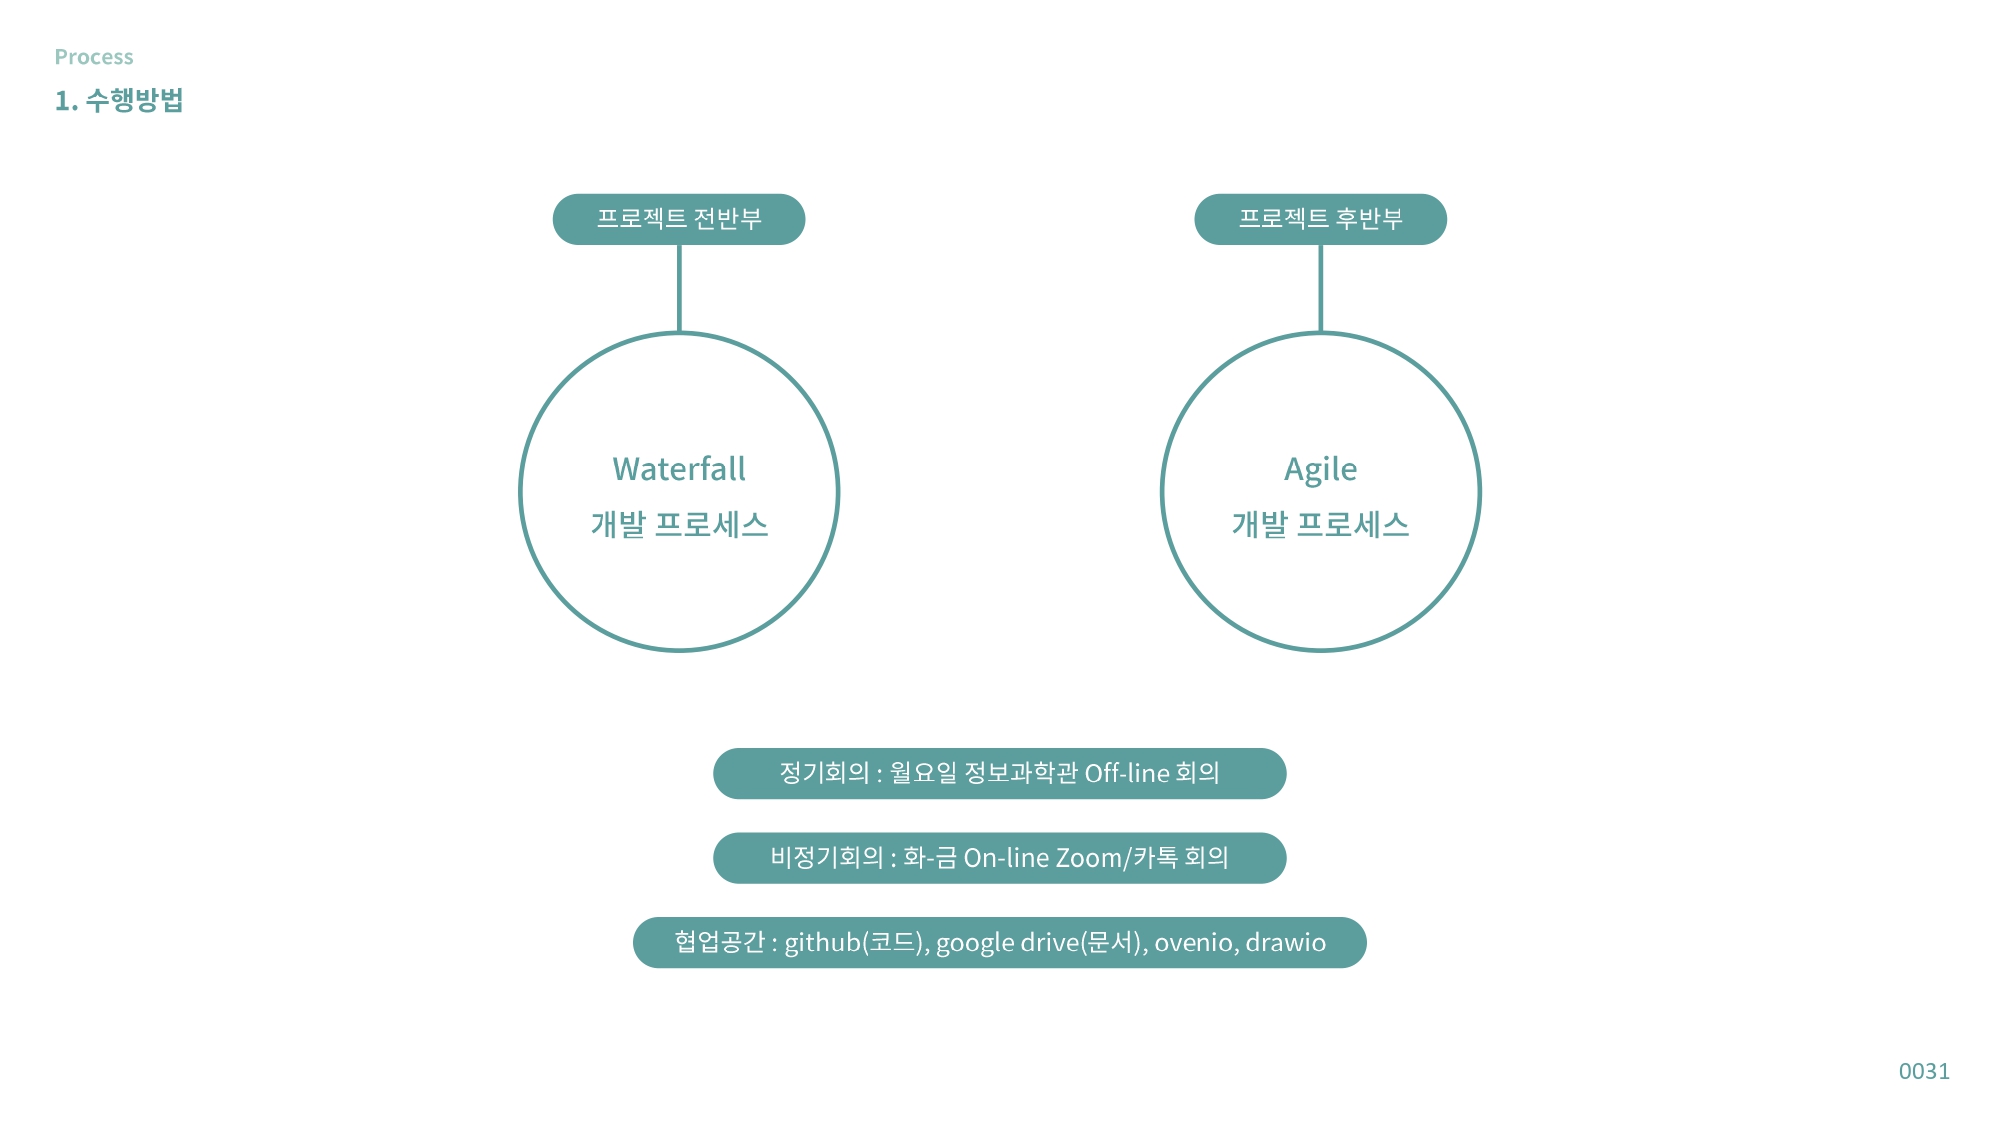 Process
1. 수행방법
프로젝트 전반부
프로젝트 후반부
Waterfall
개발 프로세스
Agile
개발 프로세스
정기회의 : 월요일 정보과학관 Off-line 회의
비정기회의 : 화-금 On-line Zoom/카톡 회의
협업공간 : github(코드), google drive(문서), ovenio, drawio
0031